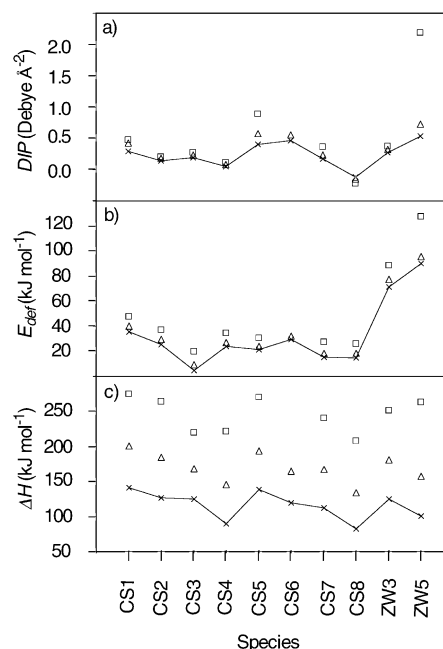 a)
DIP (Debye Å-2)
2.0
1.5
1.0
0.5
0.0
b)
Edef (kJ mol-1)
120
100
80
60
40
20
c)
ΔH (kJ mol-1)
250
200
150
100
50
CS1
CS2
CS3
CS4
CS5
CS6
CS7
CS8
ZW3
ZW5
Species